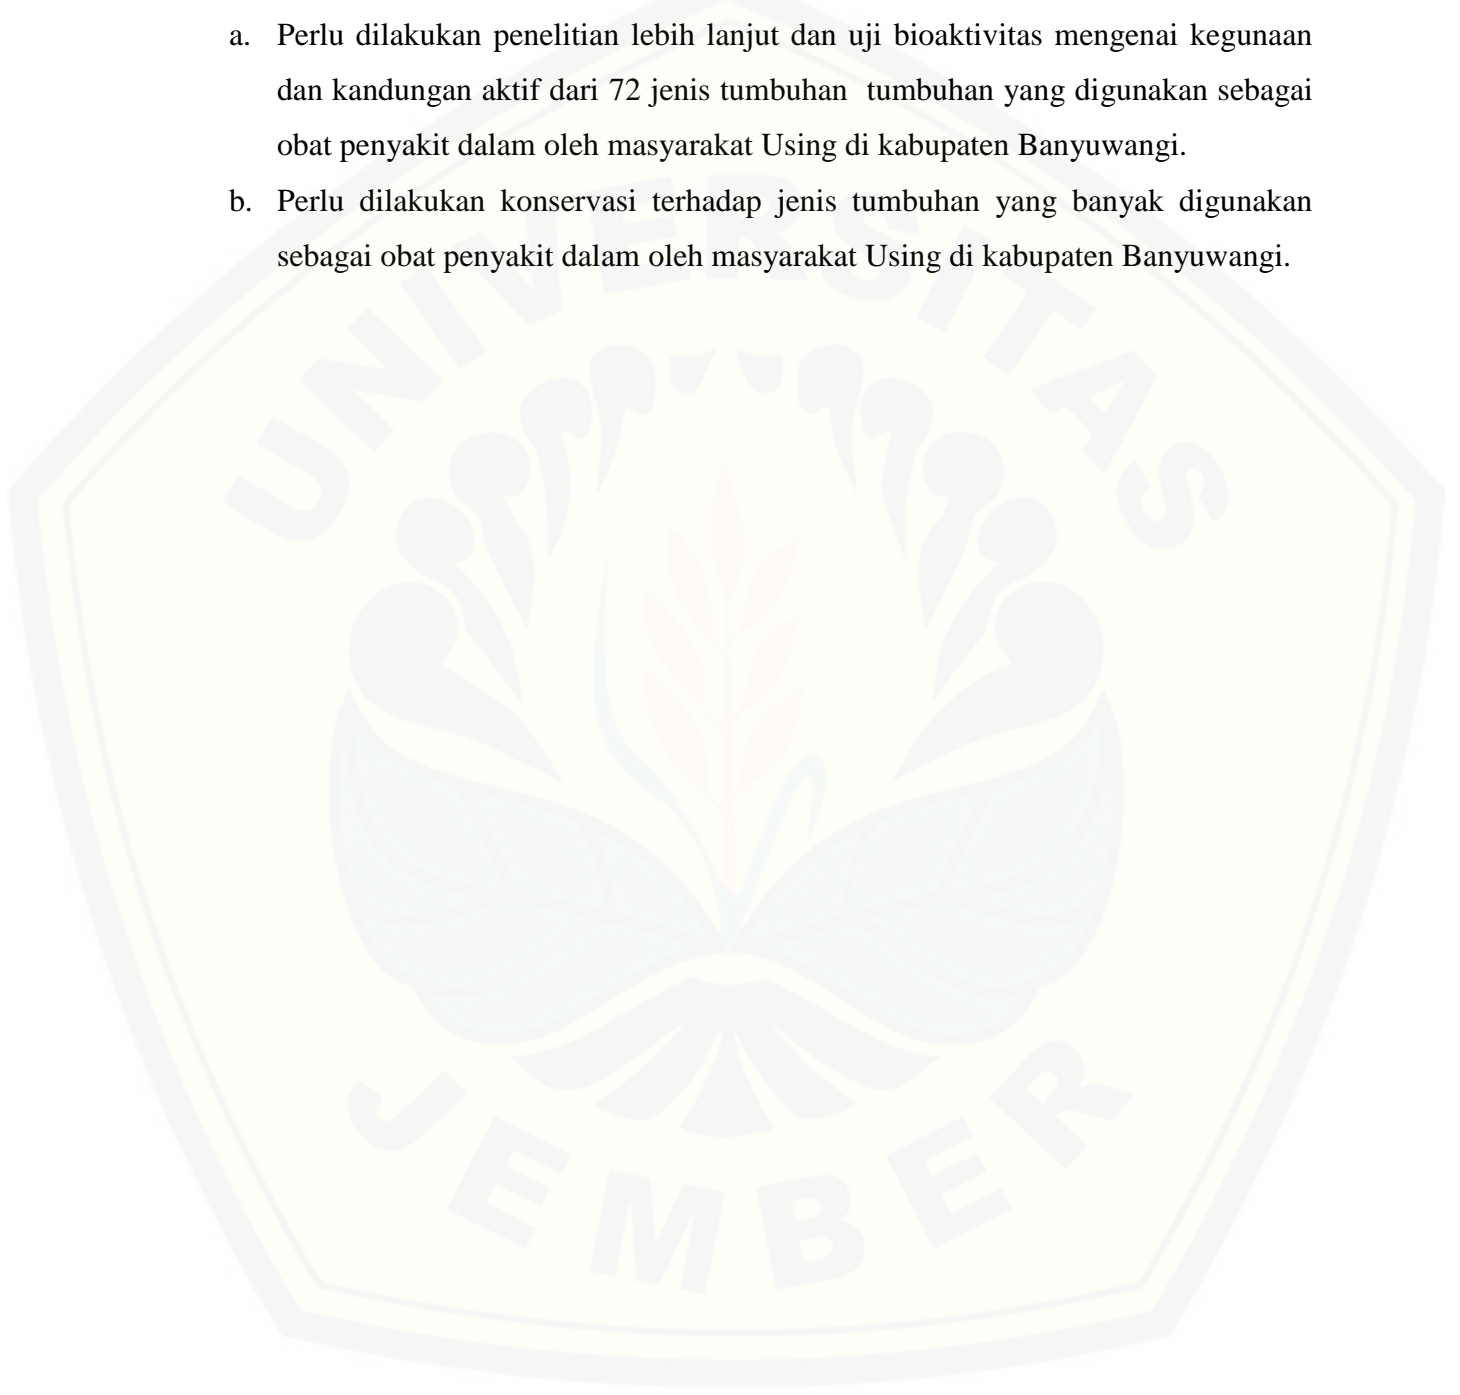 a. Perlu dilakukan penelitian lebih lanjut dan uji bioaktivitas mengenai kegunaan
dan kandungan aktif dari 72 jenis tumbuhan  tumbuhan yang digunakan sebagai
obat penyakit dalam oleh masyarakat Using di kabupaten Banyuwangi.
b. Perlu dilakukan konservasi terhadap jenis tumbuhan yang banyak digunakan
sebagai obat penyakit dalam oleh masyarakat Using di kabupaten Banyuwangi.
UNIVERSITAS
JEMBER